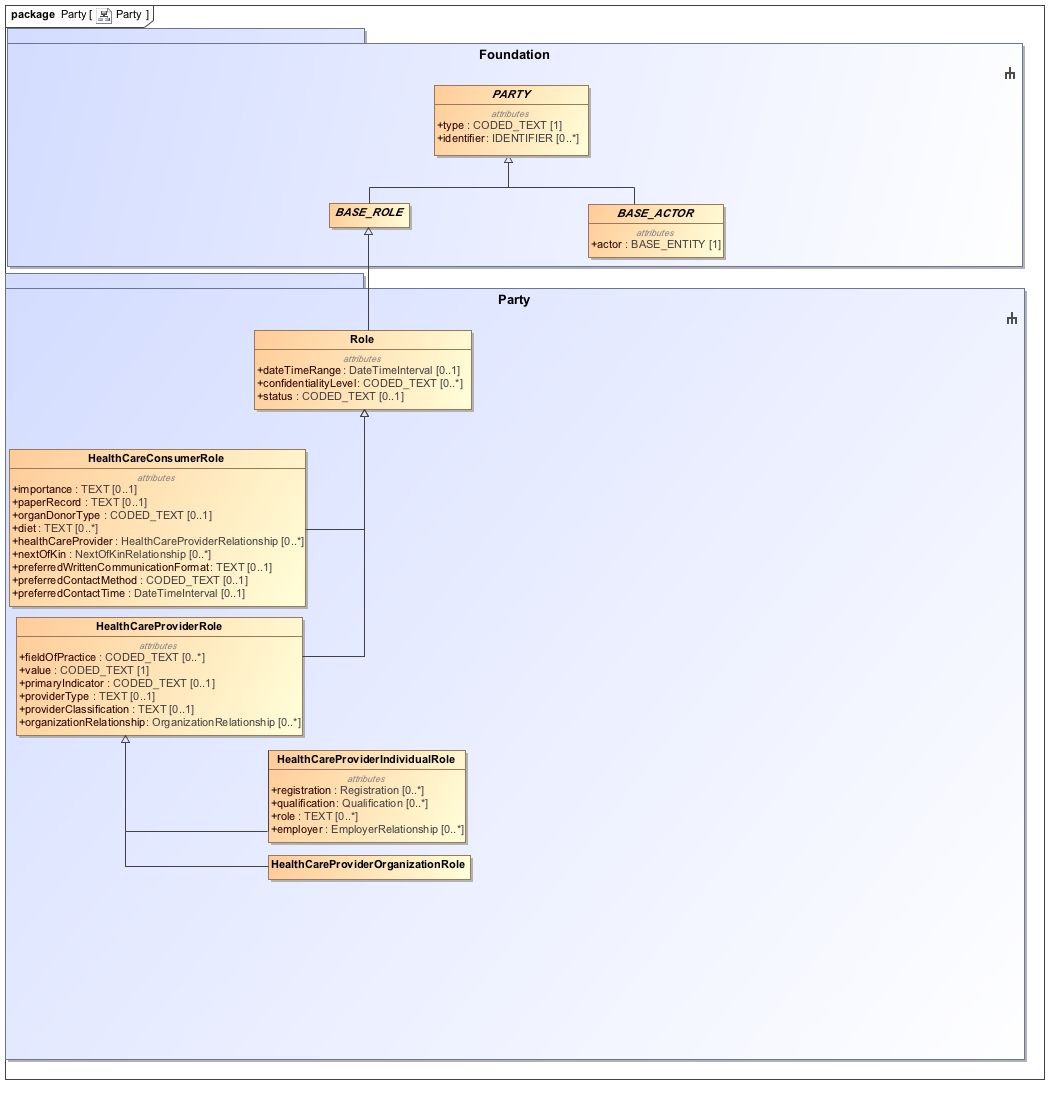 package Party [ Party ]
Foundation
PARTY
attributes
+type : CODED_TEXT [1]
+identifier : IDENTIFIER [0..*]
BASE_ROLE
BASE_ACTOR
attributes
+actor : BASE_ENTITY [1]
Party
Role
attributes
+dateTimeRange : DateTimeInterval [0..1]
+confidentialityLevel : CODED_TEXT [0..*]
+status : CODED_TEXT [0..1]
HealthCareConsumerRole
attributes
+importance : TEXT [0..1]
+paperRecord : TEXT [0..1]
+organDonorType : CODED_TEXT [0..1]
+diet : TEXT [0..*]
+healthCareProvider : HealthCareProviderRelationship [0..*]
+nextOfKin : NextOfKinRelationship [0..*]
+preferredWrittenCommunicationFormat : TEXT [0..1]
+preferredContactMethod : CODED_TEXT [0..1]
+preferredContactTime : DateTimeInterval [0..1]
HealthCareProviderRole
attributes
+fieldOfPractice : CODED_TEXT [0..*]
+value : CODED_TEXT [1]
+primaryIndicator : CODED_TEXT [0..1]
+providerType : TEXT [0..1]
+providerClassification : TEXT [0..1]
+organizationRelationship : OrganizationRelationship [0..*]
HealthCareProviderIndividualRole
attributes
+registration : Registration [0..*]
+qualification : Qualification [0..*]
+role : TEXT [0..*]
+employer : EmployerRelationship [0..*]
HealthCareProviderOrganizationRole